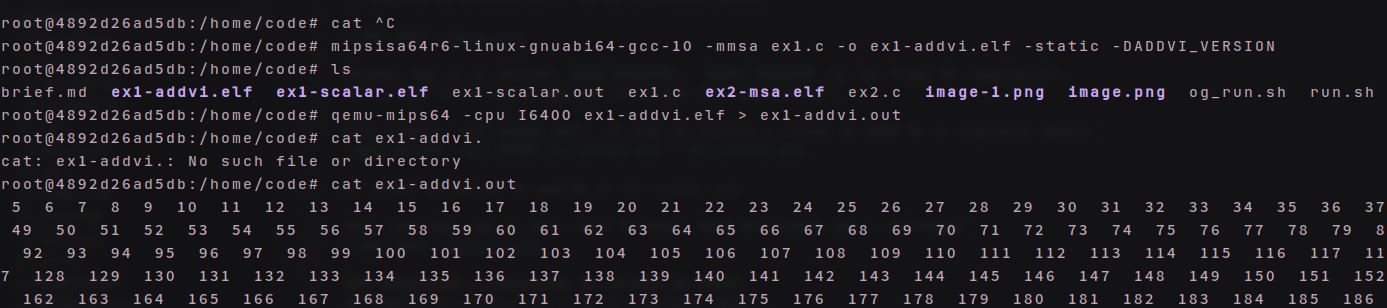 root@4892d26ad5db:/home/code# cat ^C
root@4892d26ad5db:/home/code# mipsisa64r6-linux-gnuabi64-gcc-10 -mmsa ex1.c -o ex1-addvi.elf -static -DADDVI_VERSION
root@4892d26ad5db:/home/code# ls
brief.md ex1-addvi.elf ex1-scalar.elf ex1-scalar.out ex1.c ex2-msa.elf ex2.c image-1.png image.png og_run.sh run.sh
root@4892d26ad5db:/home/code# qemu-mips64 -cpu I6400 ex1-addvi.elf > ex1-addvi.out
root@4892d26ad5db:/home/code# cat ex1-addvi.
cat: ex1-addvi.: No such file or directory
root@4892d26ad5db:/home/code# cat ex1-addvi.out
5 6 7 8 9 10 11 12 13 14 15 16 17 18 19 20 21 22 23 24 25 26 27 28 29 30 31 32 33 34 35 36 37
49 50 51 52 53 54 55 56 57 58 59 60 61 62 63 64 65 66 67 68 69 70 71 72 73 74 75 76 77 78 79 8
92 93 94 95 96 97 98 99 100 101 102 103 104 105 106 107 108 109 110 111 112 113 114 115 116 117 11
7 128 129 130 131 132 133 134 135 136 137 138 139 140 141 142 143 144 145 146 147 148 149 150 151 152
162 163 164 165 166 167 168 169 170 171 172 173 174 175 176 177 178 179 180 181 182 183 184 185 186